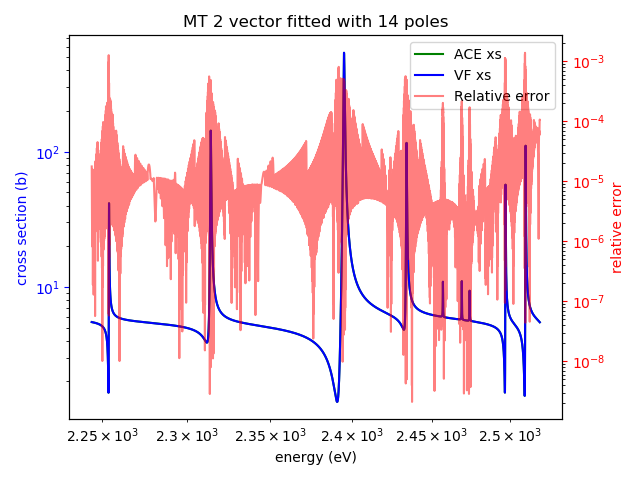 MT 2 vector fitted with 14 poles
ACE xs
VF xs
Relative error
10²
10¹
cross section (b)
10⁻³
10⁻⁴
10⁻⁵
10⁻⁶
10⁻⁷
10⁻⁸
relative error
2.25×10³ 2.3×10³ 2.35×10³ 2.4×10³ 2.45×10³ 2.5×10³
energy (eV)